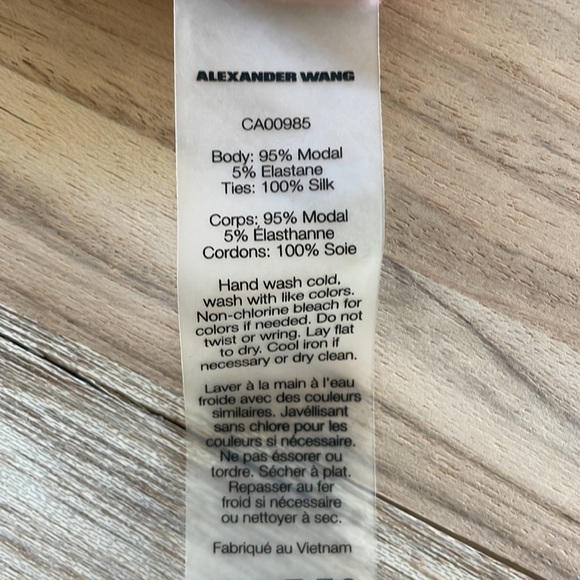 ALEXANDER WANG
CA00985
Body: 95% Modal
5% Elastane
Ties: 100% Silk
Corps: 95% Modal
5% Élasthanne
Cordons: 100% Soie
Hand wash cold,
wash with like colors.
Non-chlorine bleach for
colors if needed. Do not
twist or wring. Lay flat
to dry. Cool iron if
necessary or dry clean.
Laver à la main à l'eau
froide avec des couleurs
similaires. Javéllisant
sans chlore pour les
couleurs si nécessaire.
Ne pas éssorer ou
tordre. Sécher à plat.
Repasser au fer
froid si nécessaire
ou nettoyer à sec.
Fabriqué au Vietnam